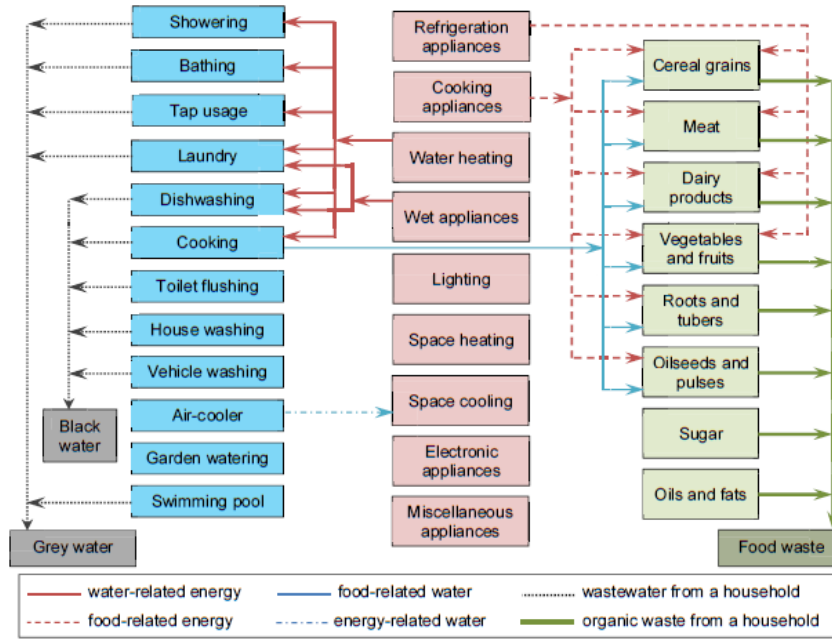 Showering
Bathing
Tap usage
Laundry
Dishwashing
Cooking
Toilet flushing
House washing
Vehicle washing
Air-cooler
Garden watering
Swimming pool
Black
water
Grey water
Refrigeration
appliances
Cooking
appliances
Water heating
Wet appliances
Lighting
Space heating
Space cooling
Electronic
appliances
Miscellaneous
appliances
Cereal grains
Meat
Dairy
products
Vegetables
and fruits
Roots and
tubers
Oilseeds and
pulses
Sugar
Oils and fats
Food waste
water-related energy
food-related water
wastewater from a household
food-related energy
energy-related water
organic waste from a household